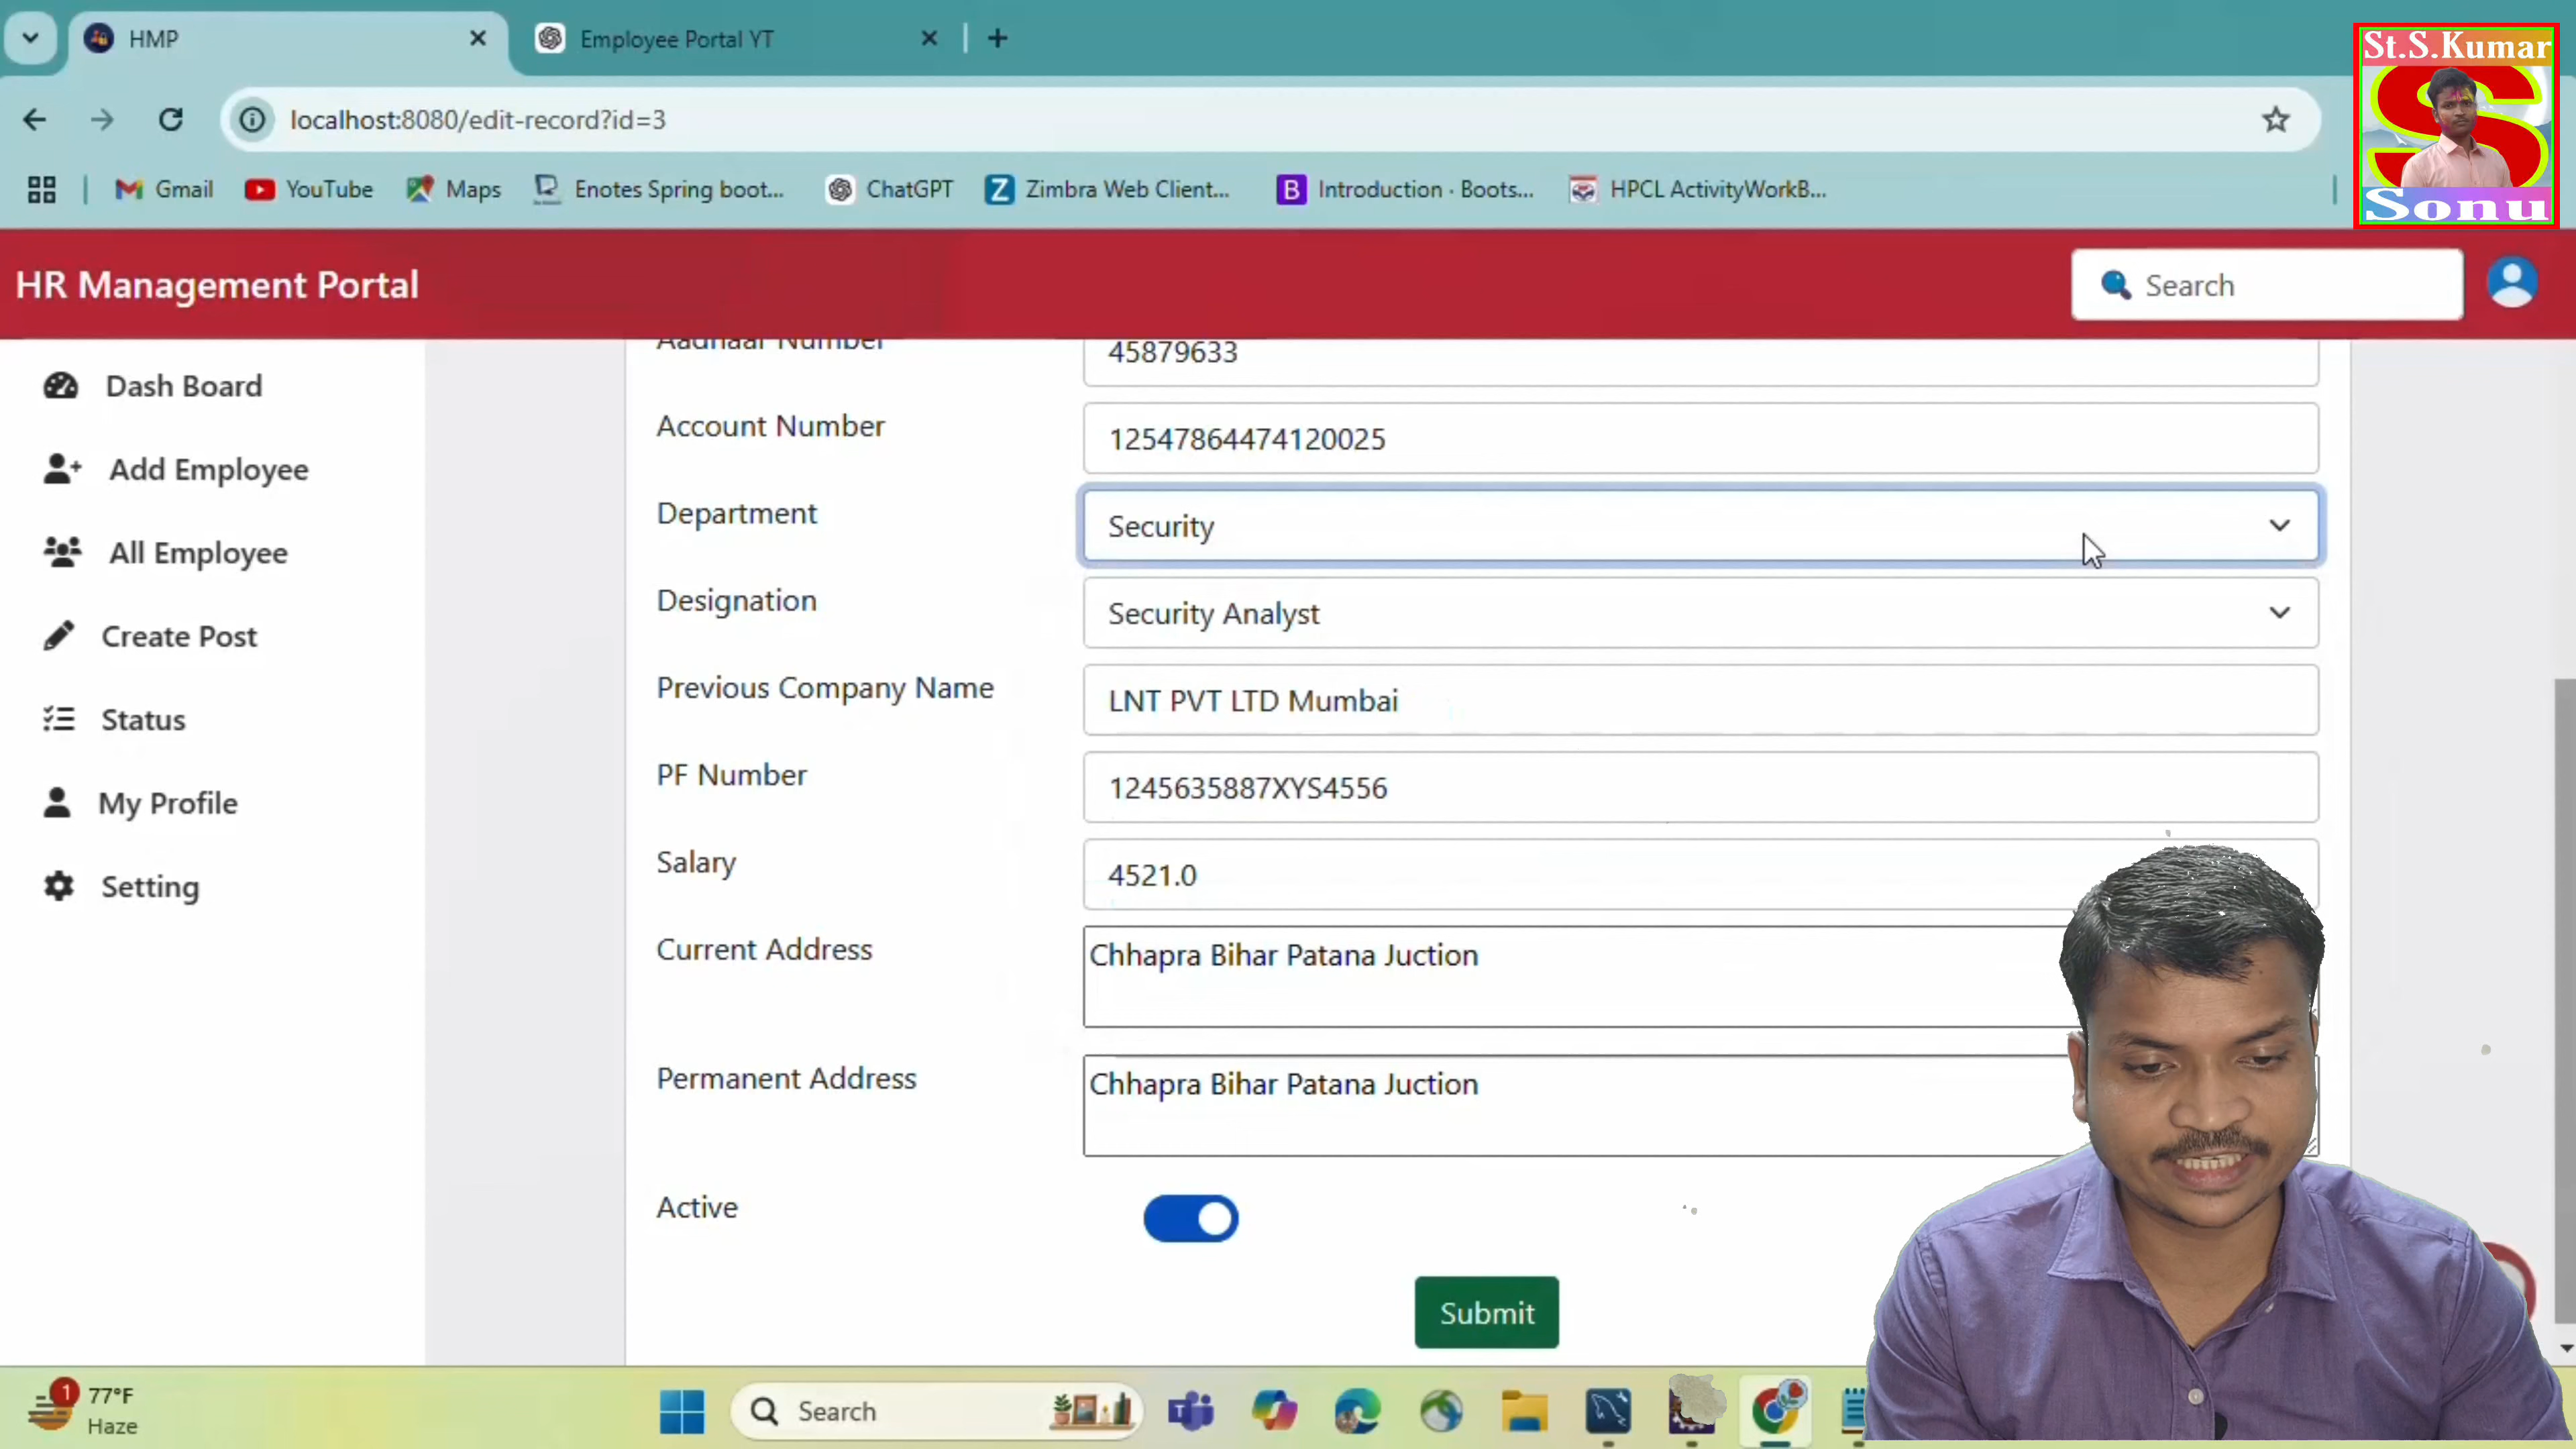 HMP
Employee Portal YT
St.S.Kumar
localhost:8080/edit-record?id=3
Gmail
YouTube
Maps
Enotes Spring boot...
ChatGPT
Zimbra Web Client...
B
Introduction · Boots...
HPCL ActivityWorkB...
Sonu
HR Management Portal
Search
Dash Board
Add Employee
All Employee
Create Post
Status
My Profile
Setting
Aadhaar Number
45879633
Account Number
12547864474120025
Department
Security
Designation
Security Analyst
Previous Company Name
LNT PVT LTD Mumbai
PF Number
1245635887XYS4556
Salary
4521.0
Current Address
Chhapra Bihar Patana Juction
Permanent Address
Chhapra Bihar Patana Juction
Active
Submit
1
77°F
Haze
Search